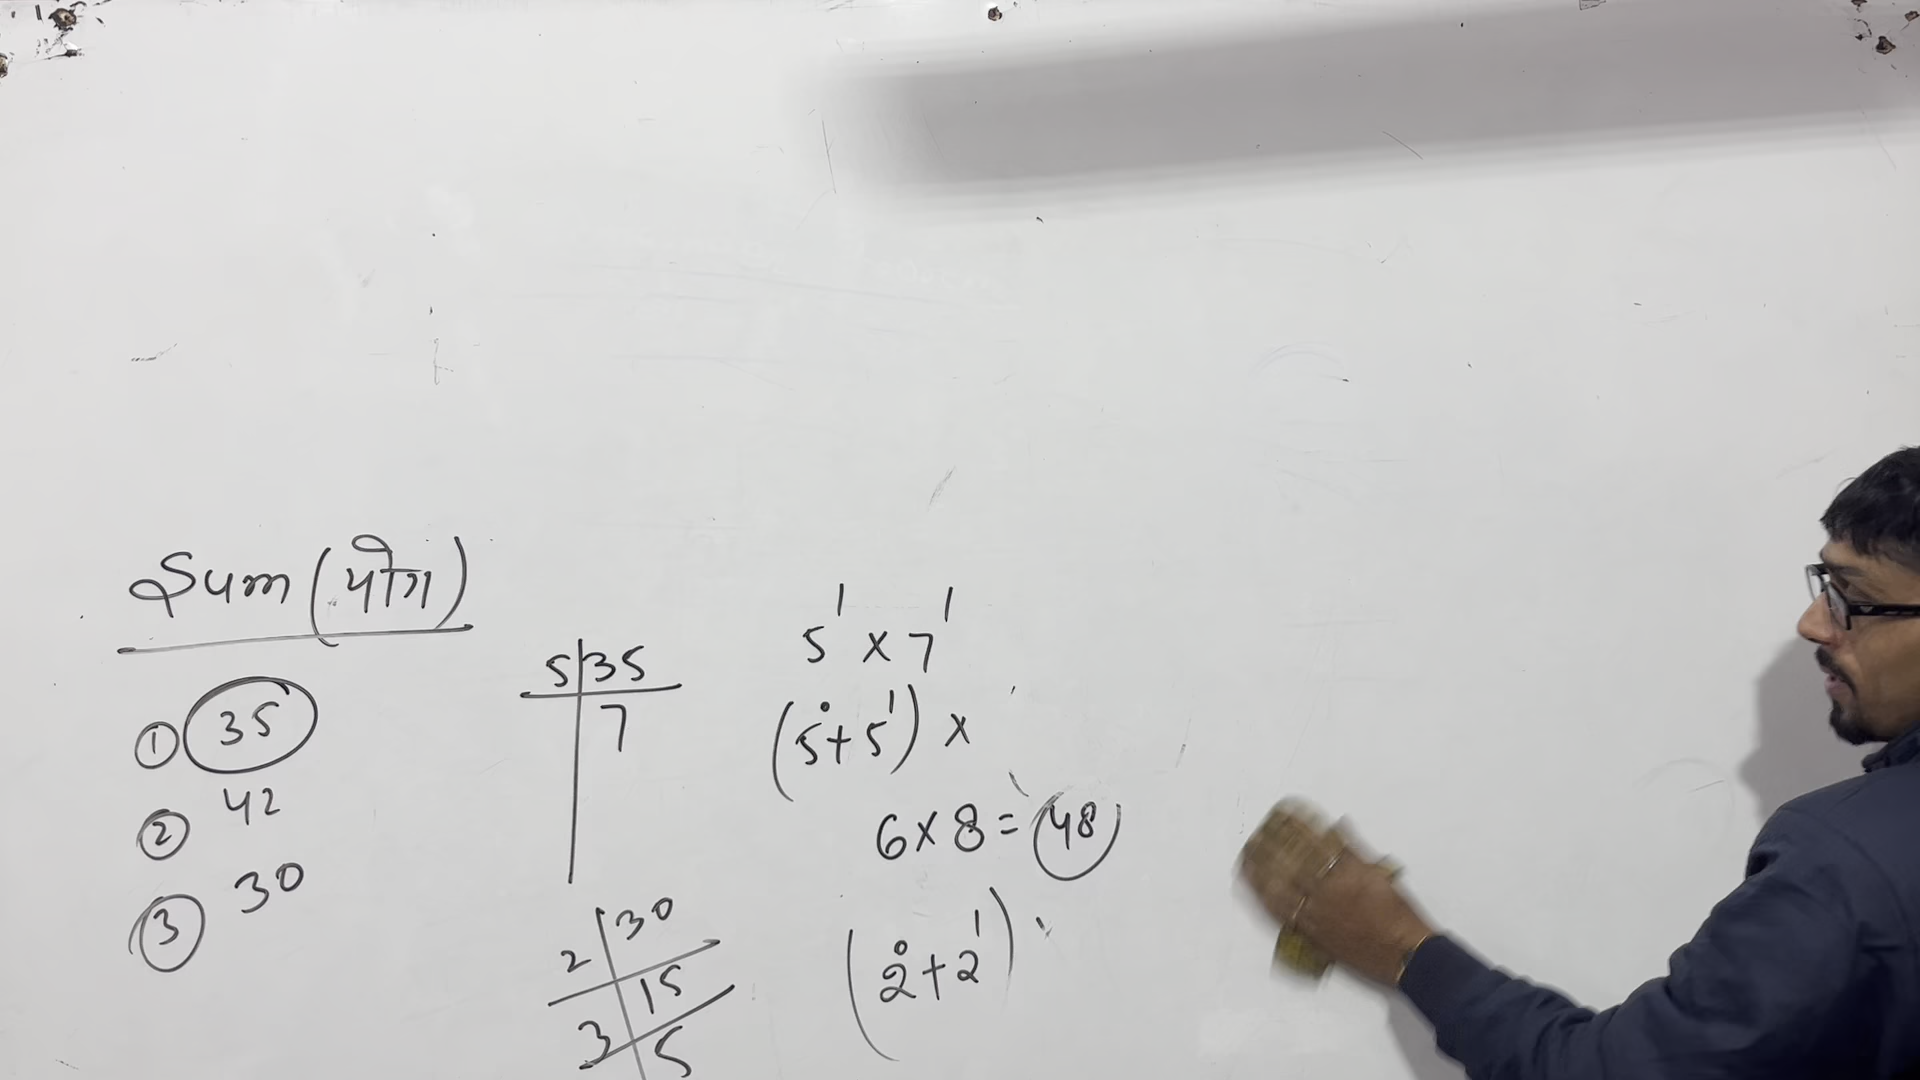 Sum (योग)
① 35
② 42
③ 30
5 | 35
7
2 | 30
15
3 | 5
5¹ x 7¹
(5⁰ + 5¹) x
6 x 8 = 48
(2⁰ + 2¹)